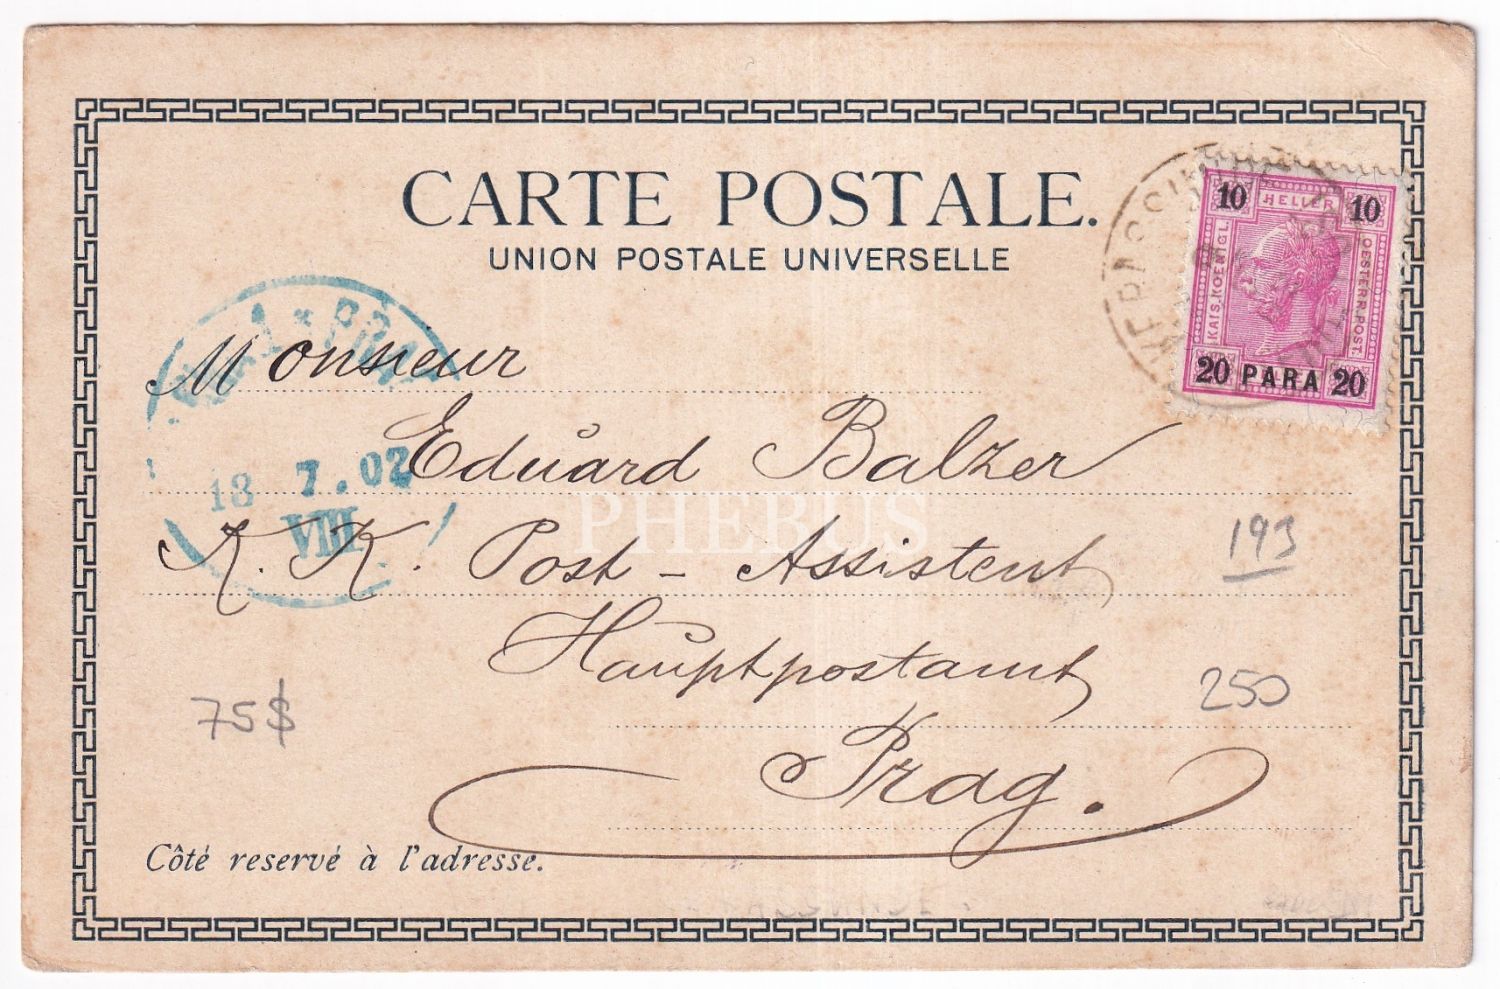 CARTE POSTALE.
UNION POSTALE UNIVERSELLE
10 HELLER 10
KAIS. KOENIGL.
OESTERR. POST.
20 PARA 20
KERASSUN
Monsieur
Eduard Balzer
K. K. Post - Assistent
Hauptpostamt
Prag.
18 7.02
VIII
193
250
75$
Côté reservé à l'adresse.
PHEBUS